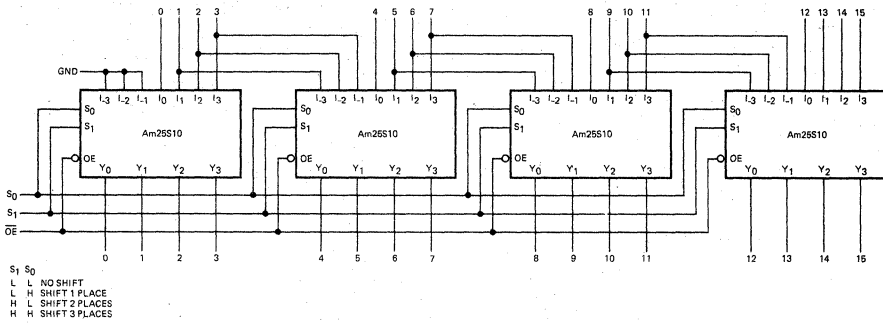 0 1 2 3 4 5 6 7 8 9 10 11 12 13 14 15
GND
I-3 I-2 I-1 I0 I1 I2 I3 I-3 I-2 I-1 I0 I1 I2 I3 I-3 I-2 I-1 I0 I1 I2 I3 I-3 I-2 I-1 I0 I1 I2 I3
S0 S0 S0 S0
S1 Am25S10 S1 Am25S10 S1 Am25S10 S1 Am25S10
OE OE OE OE
Y0 Y1 Y2 Y3 Y0 Y1 Y2 Y3 Y0 Y1 Y2 Y3 Y0 Y1 Y2 Y3
S0
S1
OE
0 1 2 3 4 5 6 7 8 9 10 11 12 13 14 15
S1 S0
L L NO SHIFT
L H SHIFT 1 PLACE
H L SHIFT 2 PLACES
H H SHIFT 3 PLACES